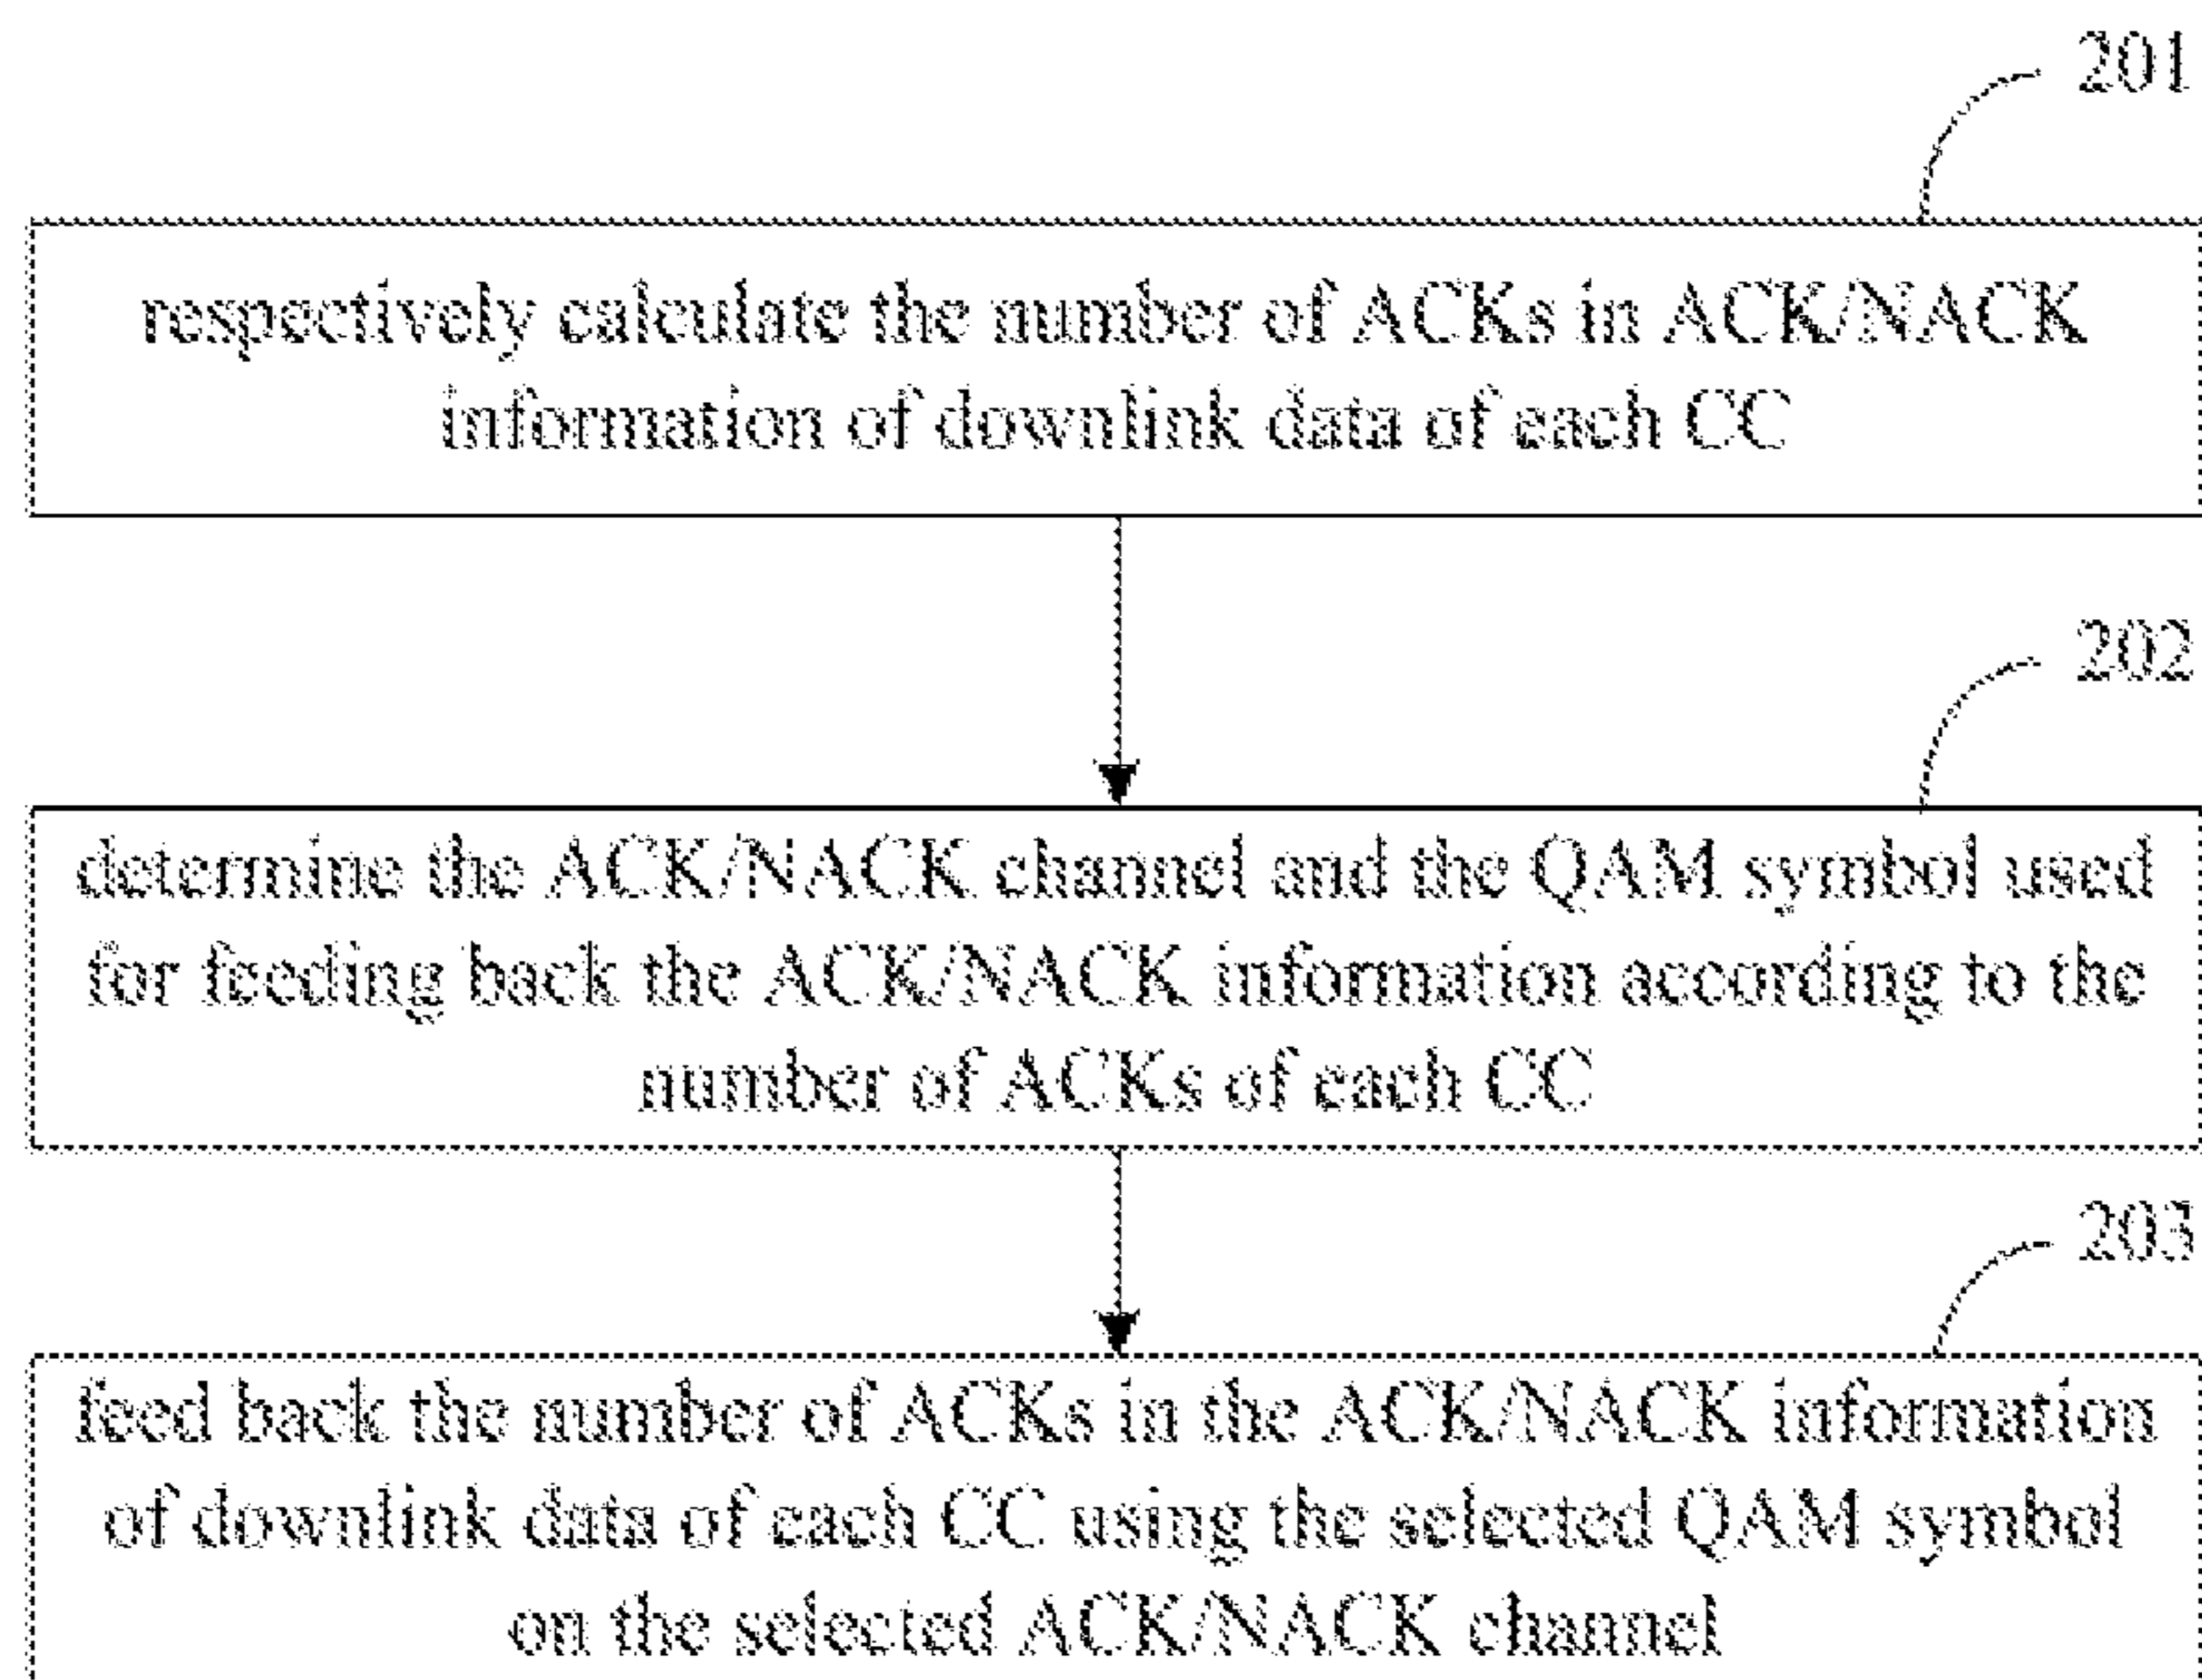 201
respectively calculate the number of ACKs in ACK/NACK
information of downlink data of each CC
202
determine the ACK/NACK channel and the QAM symbol used
for feeding back the ACK/NACK information according to the
number of ACKs of each CC
203
feed back the number of ACKs in the ACK/NACK information
of downlink data of each CC using the selected QAM symbol
on the selected ACK/NACK channel